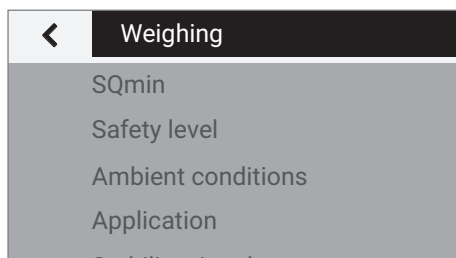 Weighing
SQmin
Safety level
Ambient conditions
Application